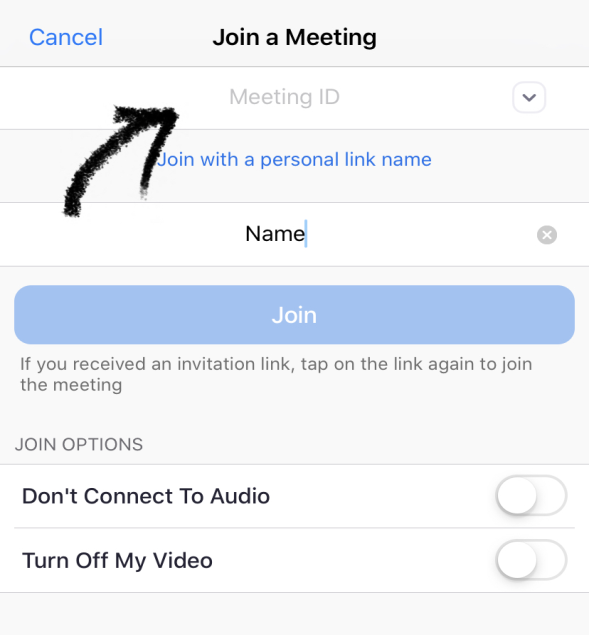 Cancel Join a Meeting
Meeting ID
Join with a personal link name
Name
Join
If you received an invitation link, tap on the link again to join
the meeting
JOIN OPTIONS
Don't Connect To Audio
Turn Off My Video